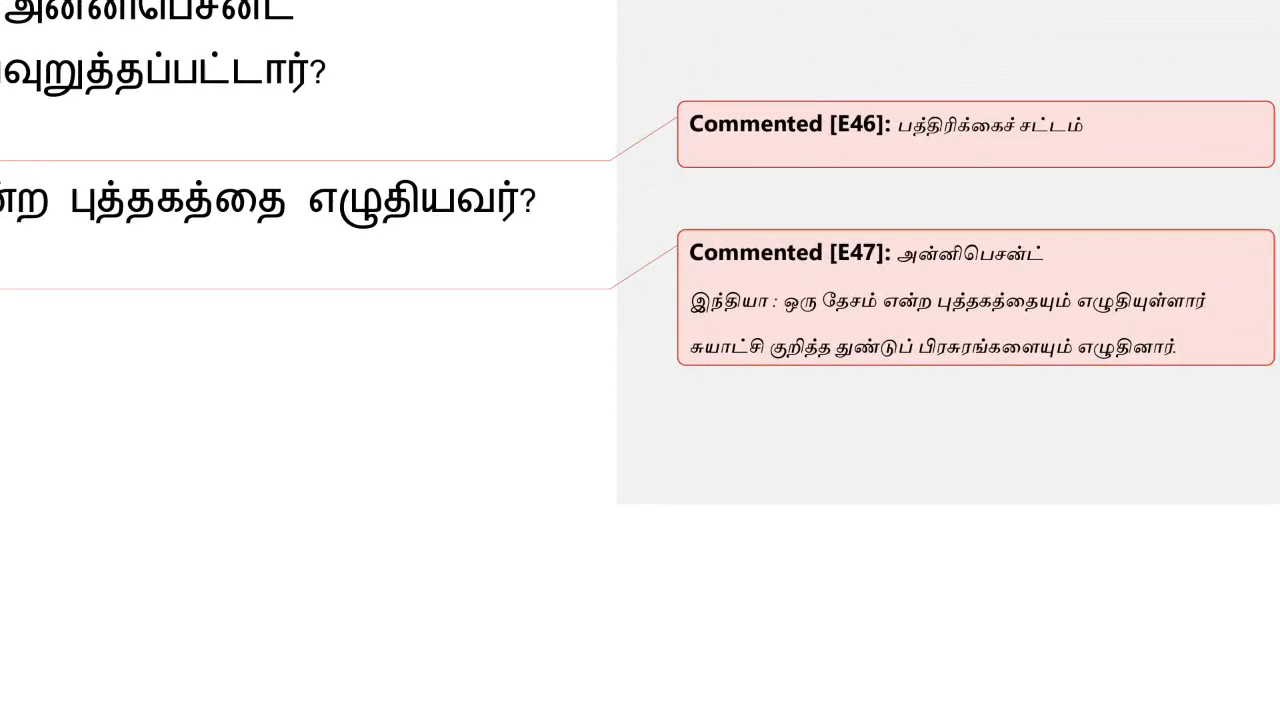 அன்னிபெசன்ட்
வுறுத்தப்பட்டார்?
Commented [E46]: பத்திரிக்கைச் சட்டம்
ன்ற புத்தகத்தை எழுதியவர்?
Commented [E47]: அன்னிபெசன்ட்
இந்தியா : ஒரு தேசம் என்ற புத்தகத்தையும் எழுதியுள்ளார்
சுயாட்சி குறித்த துண்டுப் பிரசுரங்களையும் எழுதினார்.